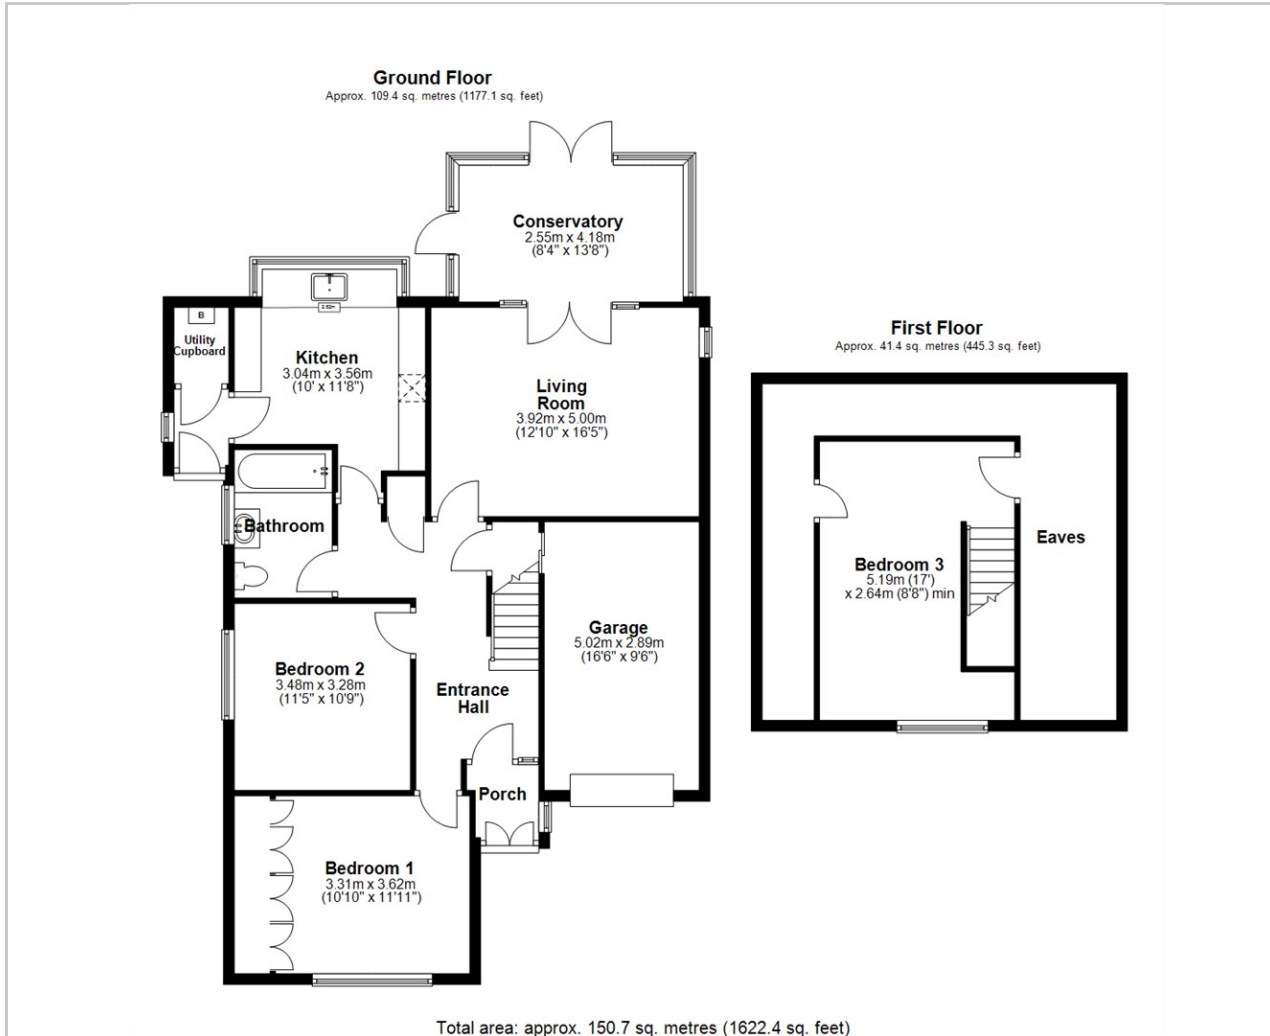 Ground Floor
Approx. 109.4 sq. metres (1177.1 sq. feet)
Conservatory
2.55m x 4.18m
(8'4" x 13'8")
B
Utility
Cupboard
Kitchen
3.04m x 3.56m
(10' x 11'8")
Living
Room
3.92m x 5.00m
(12'10" x 16'5")
Bathroom
Bedroom 2
3.48m x 3.28m
(11'5" x 10'9")
Entrance
Hall
Garage
5.02m x 2.89m
(16'6" x 9'6")
Porch
Bedroom 1
3.31m x 3.62m
(10'10" x 11'11")
First Floor
Approx. 41.4 sq. metres (445.3 sq. feet)
Bedroom 3
5.19m (17')
x 2.64m (8'8") min
Eaves
Total area: approx. 150.7 sq. metres (1622.4 sq. feet)